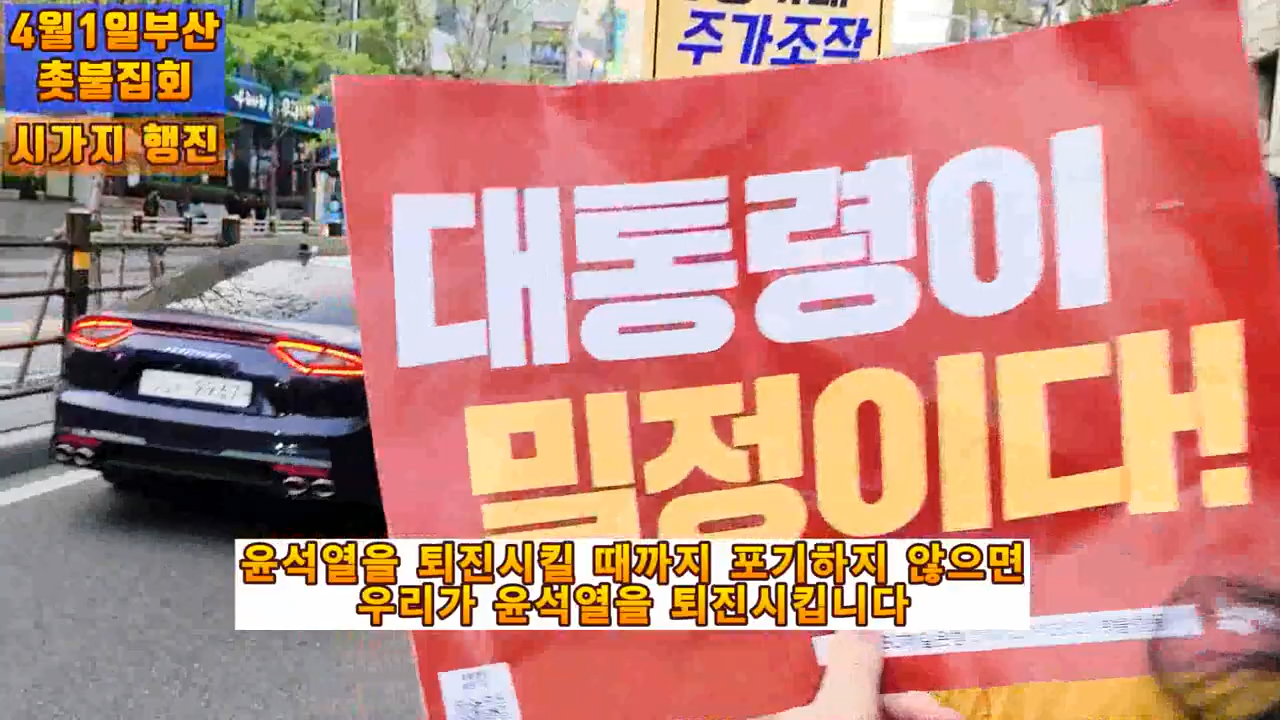 4월1일부산
촛불집회
시가지 행진
주가조작
대통령이
밀정이다!
윤석열을 퇴진시킬 때까지 포기하지 않으면
우리가 윤석열을 퇴진시킵니다